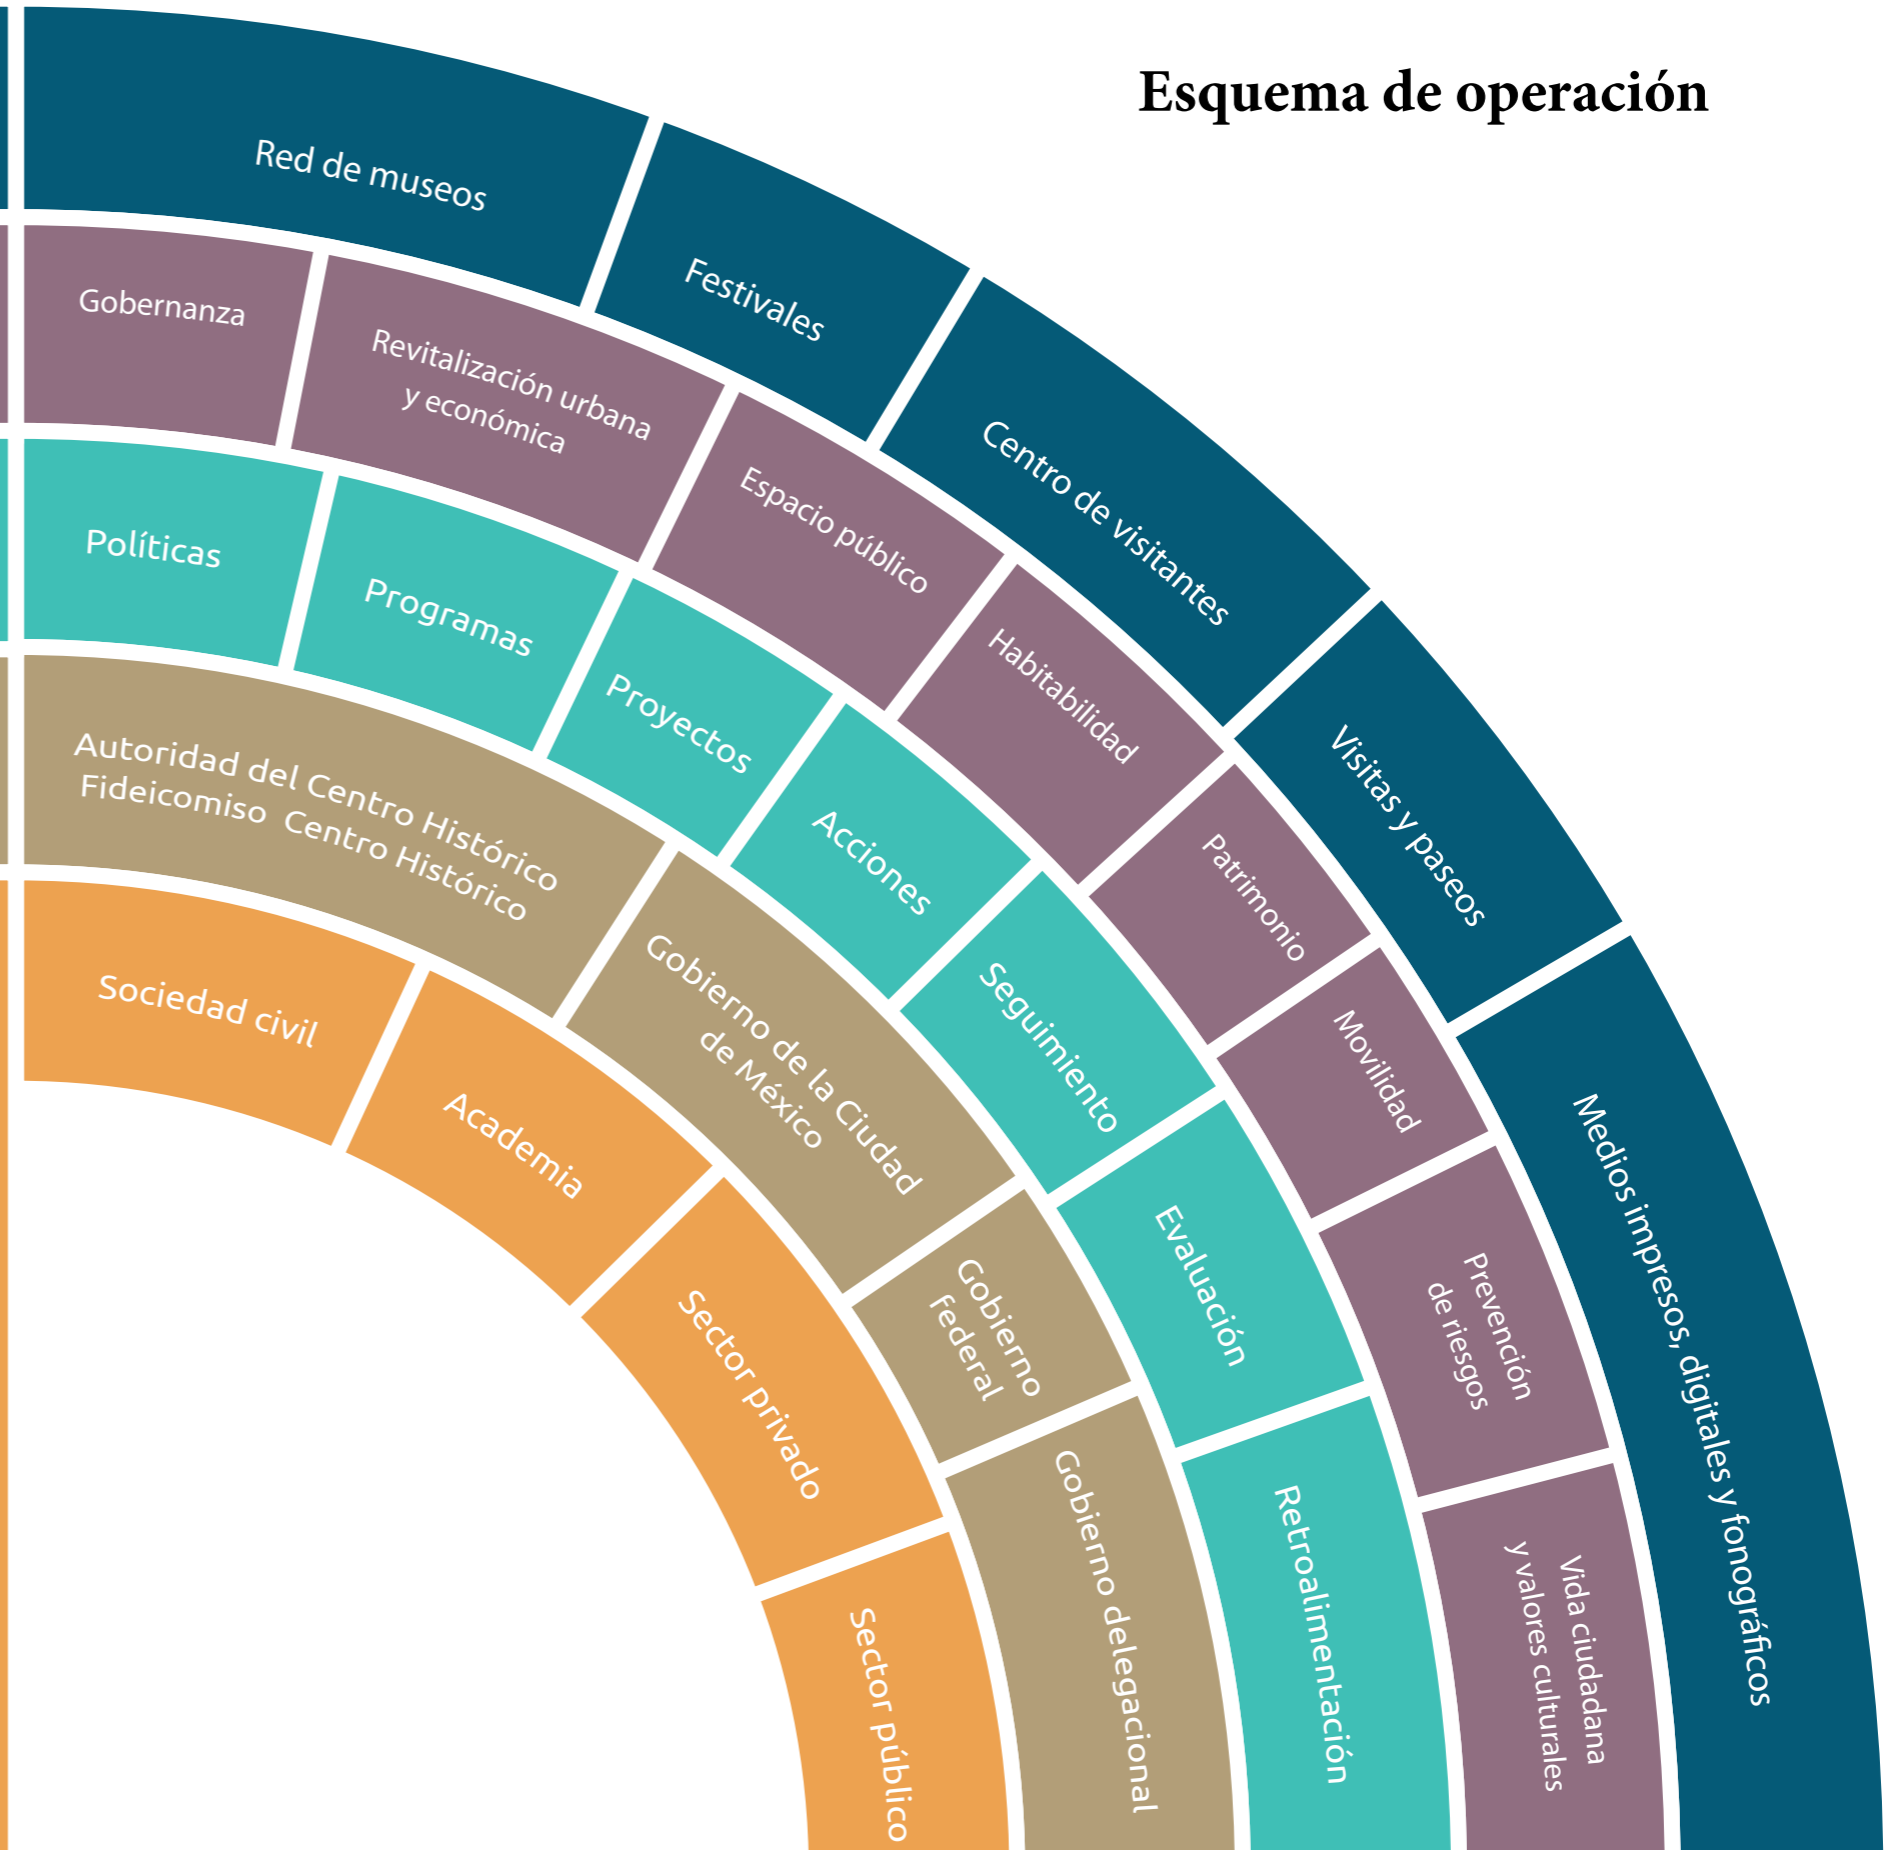 Esquema de operación
Red de museos
Festivales
Centro de visitantes
Visitas y paseos
Medios impresos, digitales y fonográficos
Gobernanza
Revitalización urbana
y económica
Espacio público
Habitabilidad
Patrimonio
Movilidad
Prevención
de riesgos
Vida ciudadana
y valores culturales
Políticas
Programas
Proyectos
Acciones
Seguimiento
Evaluación
Retroalimentación
Autoridad del Centro Histórico
Fideicomiso Centro Histórico
Gobierno de la Ciudad
de México
Gobierno
Federal
Gobierno delegacional
Sociedad civil
Academia
Sector privado
Sector público